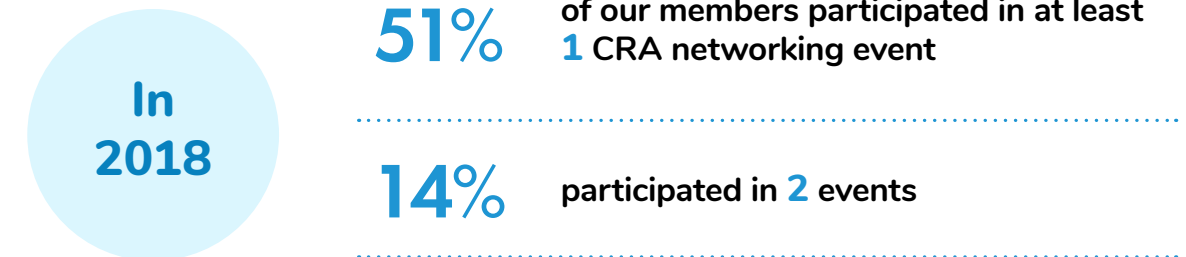 In
2018
51%
of our members participated in at least
1 CRA networking event
14%
participated in 2 events